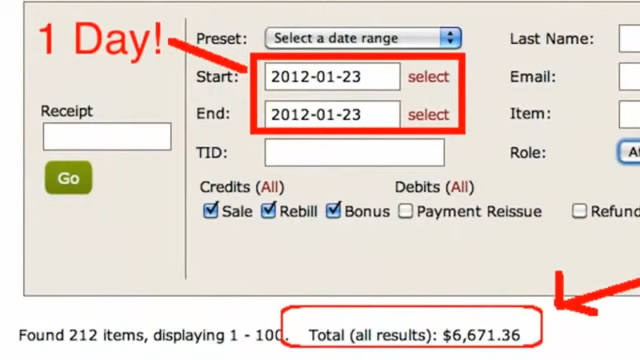 1 Day!
Preset: Select a date range Last Name:
Start: 2012-01-23 select Email:
Receipt
End: 2012-01-23 select Item:
TID: Role:
Go
Credits (All) Debits (All)
Sale Rebill Bonus Payment Reissue Refund
Found 212 items, displaying 1 - 100. Total (all results): $6,671.36